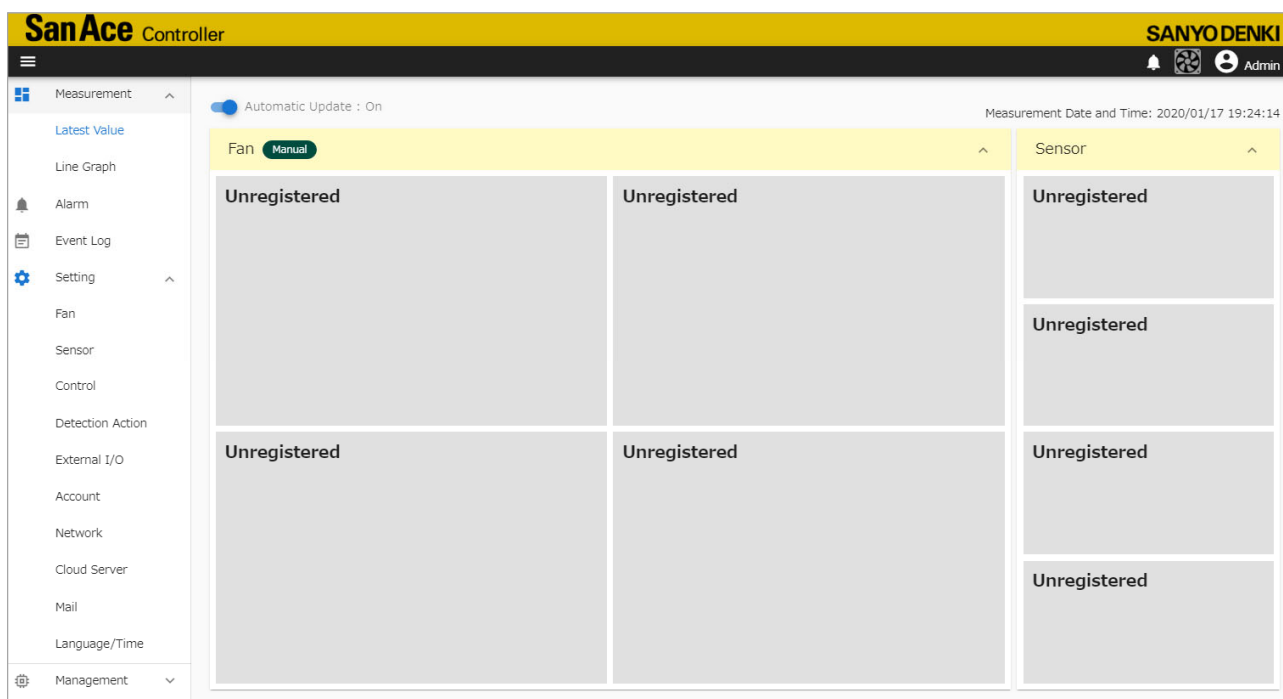 San Ace Controller
SANYO DENKI
Admin
Measurement
Latest Value
Line Graph
Alarm
Event Log
Setting
Fan
Sensor
Control
Detection Action
External I/O
Account
Network
Cloud Server
Mail
Language/Time
Management
Automatic Update : On
Measurement Date and Time: 2020/01/17 19:24:14
Fan Manual
Unregistered
Unregistered
Unregistered
Unregistered
Sensor
Unregistered
Unregistered
Unregistered
Unregistered